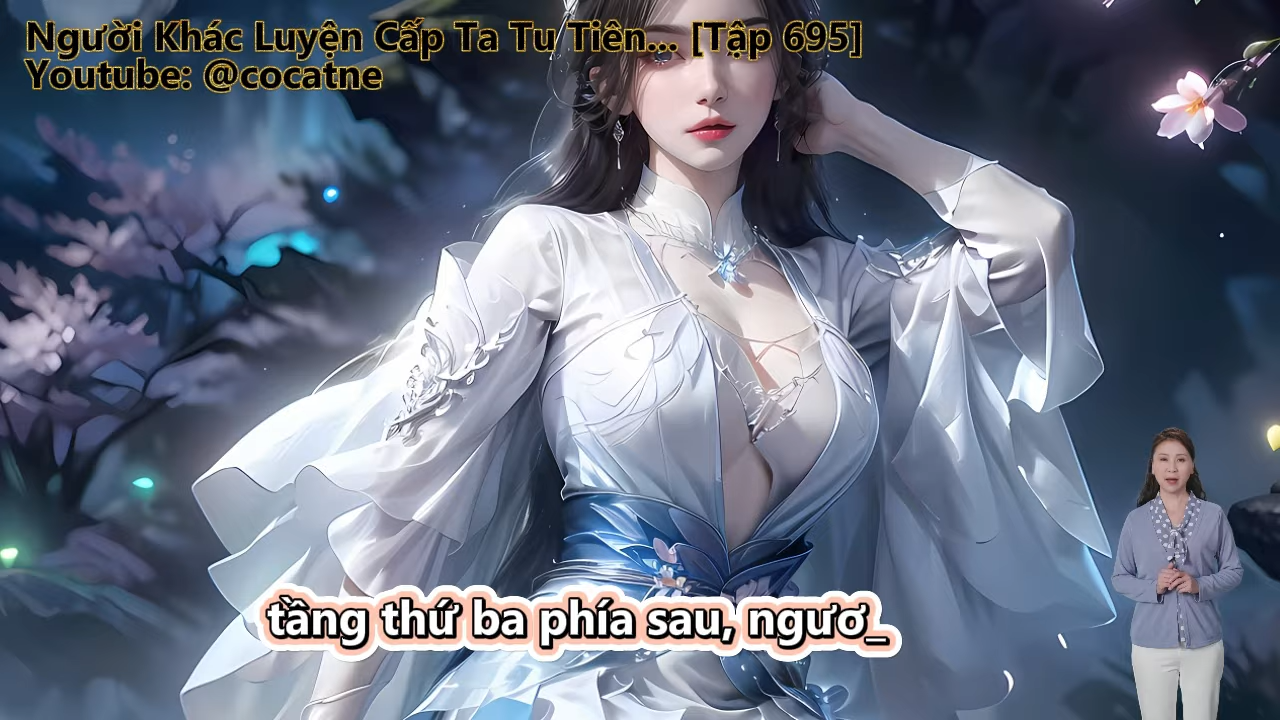 Người Khác Luyện Cấp Ta Tu Tiên... [Tập 695]
Youtube: @cocatne
tầng thứ ba phía sau, ngươ_